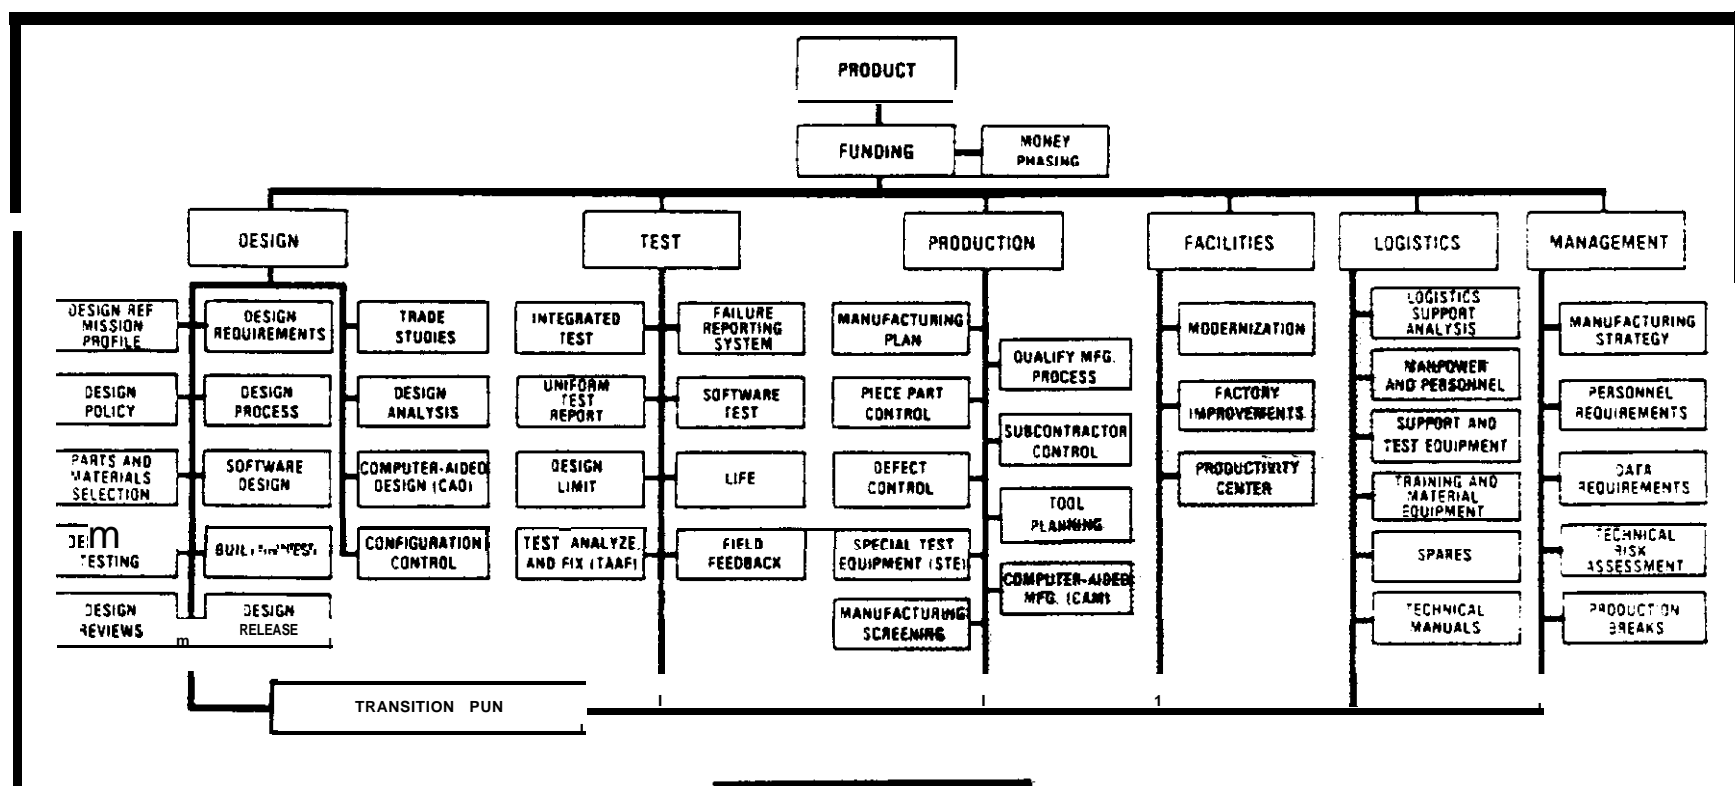 PRODUCT
FUNDING
MONEY
PHASING
DESIGN
TEST
PRODUCTION
FACILITIES
LOGISTICS
MANAGEMENT
DESIGN REF
MISSION
PROFILE
DESIGN
REQUIREMENTS
TRADE
STUDIES
DESIGN
POLICY
DESIGN
PROCESS
DESIGN
ANALYSIS
PARTS AND
MATERIALS
SELECTION
SOFTWARE
DESIGN
COMPUTER-AIDED
DESIGN (CAD)
m
TESTING
CONFIGURATION
CONTROL
DESIGN
REVIEWS
m
DESIGN
RELEASE
INTEGRATED
TEST
FAILURE
REPORTING
SYSTEM
UNIFORM
TEST
REPORT
SOFTWARE
TEST
DESIGN
LIMIT
LIFE
TEST ANALYZE
AND FIX (TAAF)
FIELD
FEEDBACK
MANUFACTURING
PLAN
QUALIFY MFG.
PROCESS
PIECE PART
CONTROL
SUBCONTRACTOR
CONTROL
DEFECT
CONTROL
TOOL
PLANNING
SPECIAL TEST
EQUIPMENT (STE)
COMPUTER-AIDED
MFG. (CAM)
MANUFACTURING
SCREENING
MODERNIZATION
FACTORY
IMPROVEMENTS
PRODUCTIVITY
CENTER
LOGISTICS
SUPPORT
ANALYSIS
MANPOWER
AND PERSONNEL
SUPPORT AND
TEST EQUIPMENT
TRAINING AND
MATERIAL
EQUIPMENT
SPARES
TECHNICAL
MANUALS
MANUFACTURING
STRATEGY
PERSONNEL
REQUIREMENTS
DATA
REQUIREMENTS
TECHNICAL
RISK
ASSESSMENT
PRODUCTION
BREAKS
TRANSITION PUN